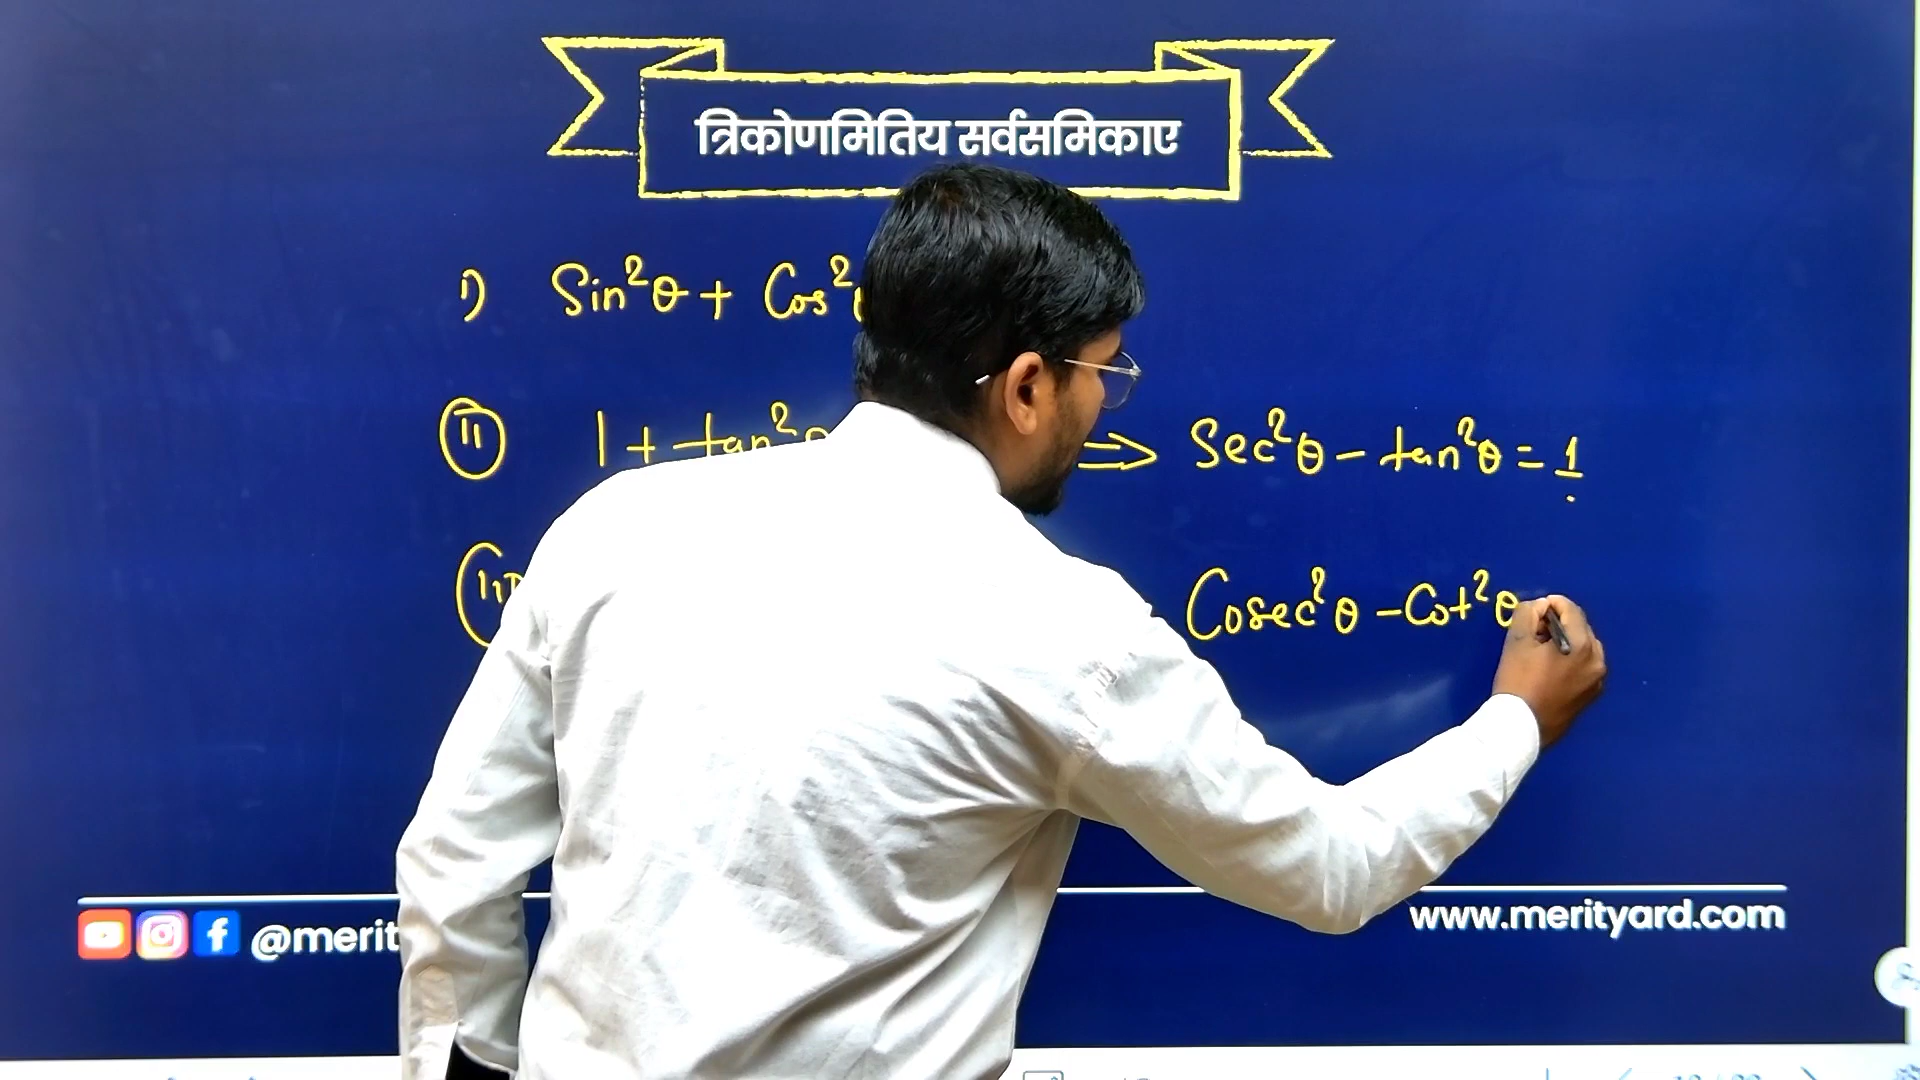 त्रिकोणमितिय सर्वसमिकाए
i) Sin²θ + Cos²
ii 1 + tan²θ ⇒ Sec²θ - tan²θ = 1
iii Cosec²θ - Cot²θ
@merit
www.merityard.com